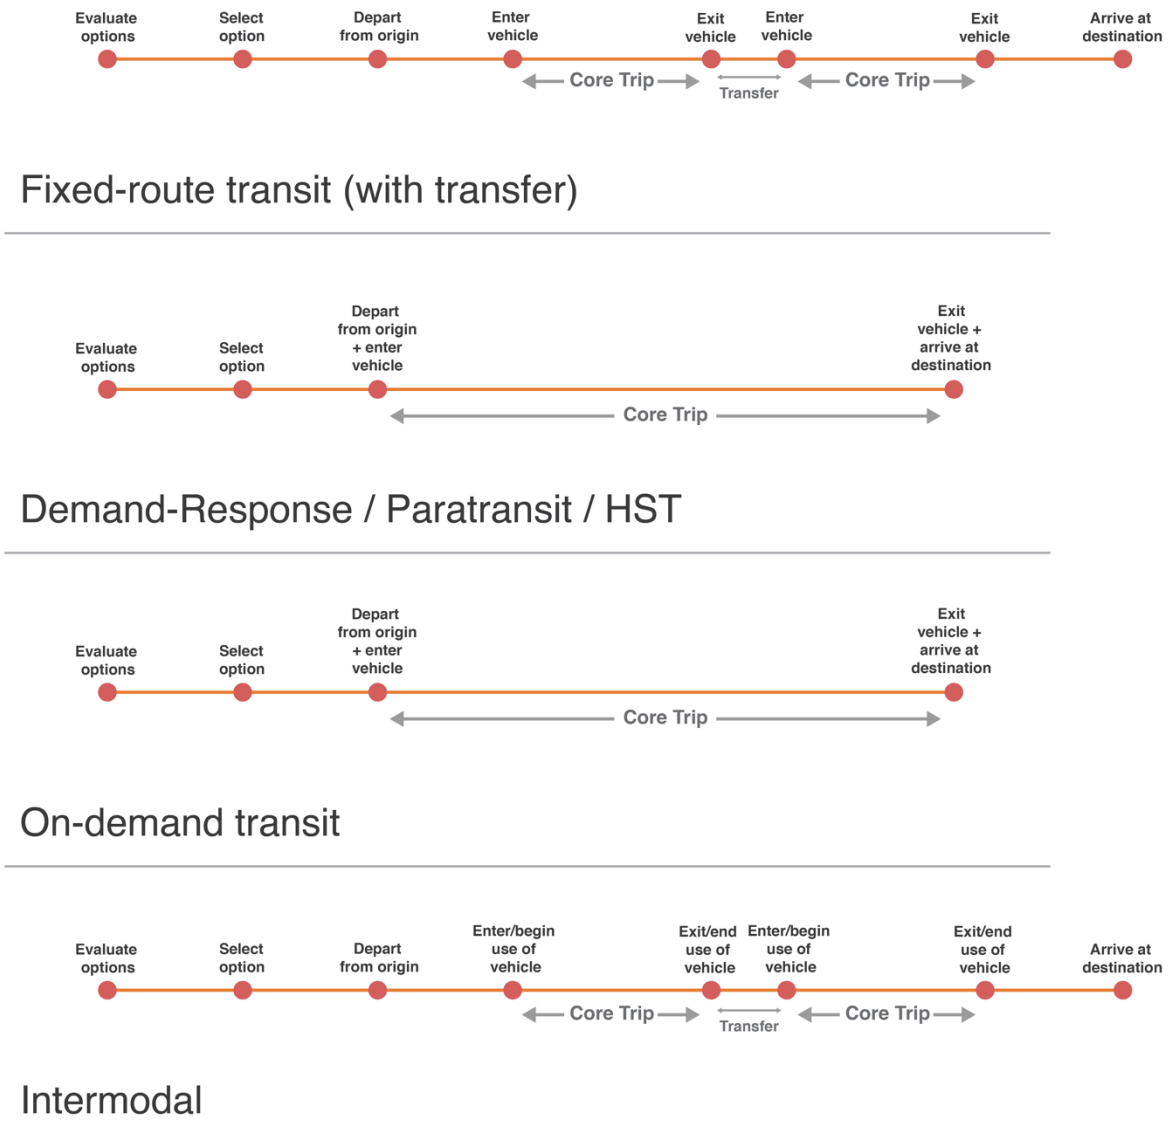 Evaluate
options
Select
option
Depart
from origin
Enter
vehicle
Exit
vehicle
Enter
vehicle
Exit
vehicle
Arrive at
destination
Core Trip
Transfer
Core Trip
Fixed-route transit (with transfer)
Evaluate
options
Select
option
Depart
from origin
+ enter
vehicle
Exit
vehicle +
arrive at
destination
Core Trip
Demand-Response / Paratransit / HST
Evaluate
options
Select
option
Depart
from origin
+ enter
vehicle
Exit
vehicle +
arrive at
destination
Core Trip
On-demand transit
Evaluate
options
Select
option
Depart
from origin
Enter/begin
use of
vehicle
Exit/end
use of
vehicle
Enter/begin
use of
vehicle
Exit/end
use of
vehicle
Arrive at
destination
Core Trip
Transfer
Core Trip
Intermodal